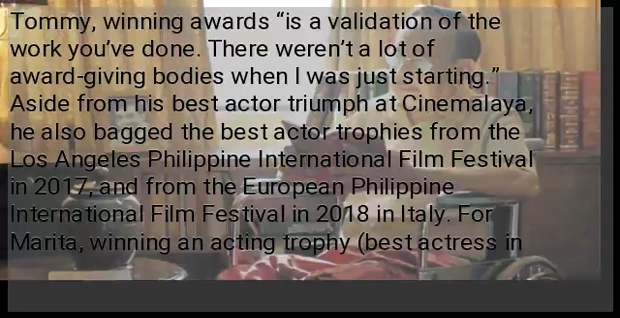 Tommy, winning awards “is a validation of the
work you’ve done. There weren’t a lot of
award-giving bodies when I was just starting.”
Aside from his best actor triumph at Cinemalaya,
he also bagged the best actor trophies from the
Los Angeles Philippine International Film Festival
in 2017, and from the European Philippine
International Film Festival in 2018 in Italy. For
Marita, winning an acting trophy (best actress in